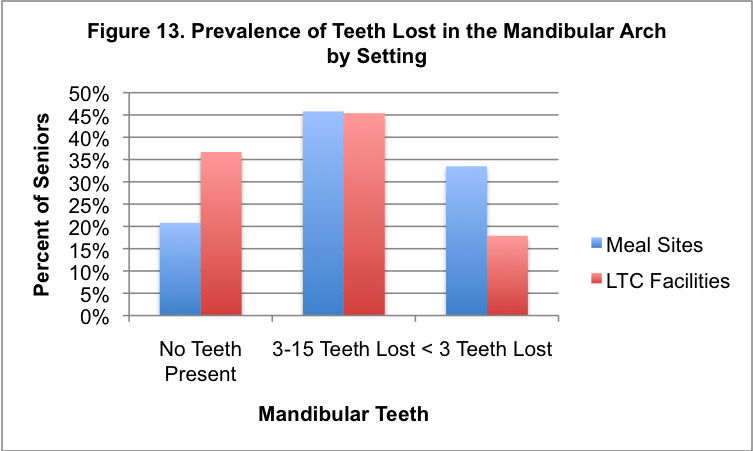 Figure 13. Prevalence of Teeth Lost in the Mandibular Arch
by Setting
50%
45%
40%
35%
30%
25%
20%
15%
10%
5%
0%
Percent of Seniors
No Teeth
Present
3-15 Teeth Lost
< 3 Teeth Lost
Mandibular Teeth
Meal Sites
LTC Facilities